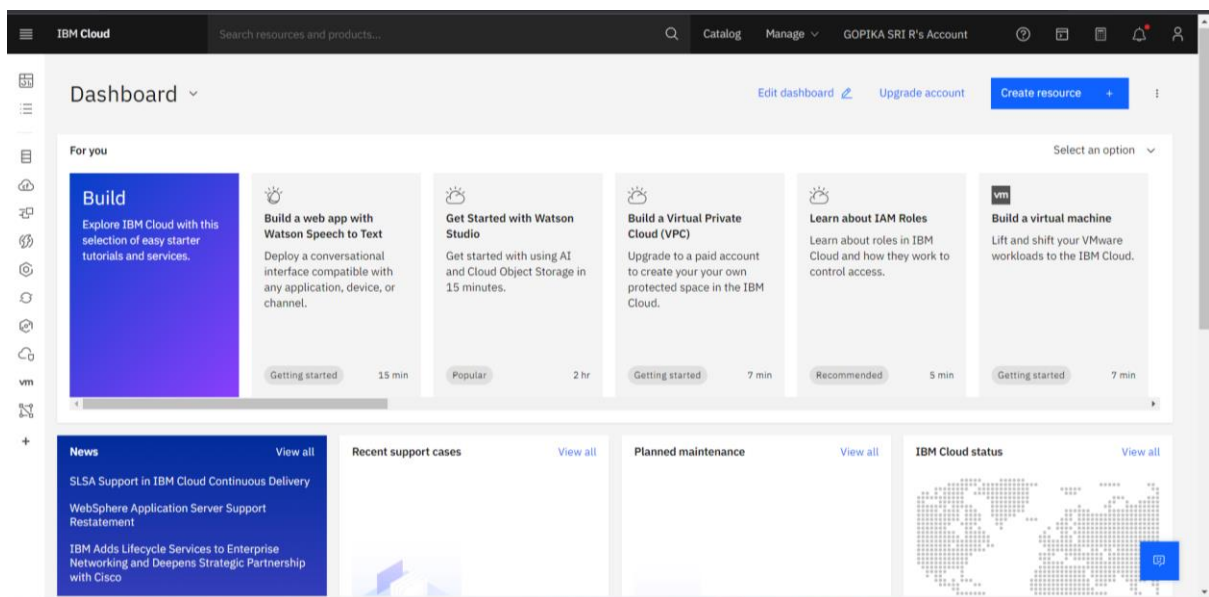 IBM Cloud
Search resources and products...
Catalog
Manage
GOPIKA SRI R's Account
Dashboard
Edit dashboard
Upgrade account
Create resource +
For you
Select an option
Build
Explore IBM Cloud with this
selection of easy starter
tutorials and services.
Build a web app with
Watson Speech to Text
Deploy a conversational
interface compatible with
any application, device, or
channel.
Getting started
15 min
Get Started with Watson
Studio
Get started with using AI
and Cloud Object Storage in
15 minutes.
Popular
2 hr
Build a Virtual Private
Cloud (VPC)
Upgrade to a paid account
to create your your own
protected space in the IBM
Cloud.
Getting started
7 min
Learn about IAM Roles
Learn about roles in IBM
Cloud and how they work to
control access.
Recommended
5 min
vm
Build a virtual machine
Lift and shift your VMware
workloads to the IBM Cloud.
Getting started
7 min
vm
News
View all
SLSA Support in IBM Cloud Continuous Delivery
WebSphere Application Server Support
Restatement
IBM Adds Lifecycle Services to Enterprise
Networking and Deepens Strategic Partnership
with Cisco
Recent support cases
View all
Planned maintenance
View all
IBM Cloud status
View all